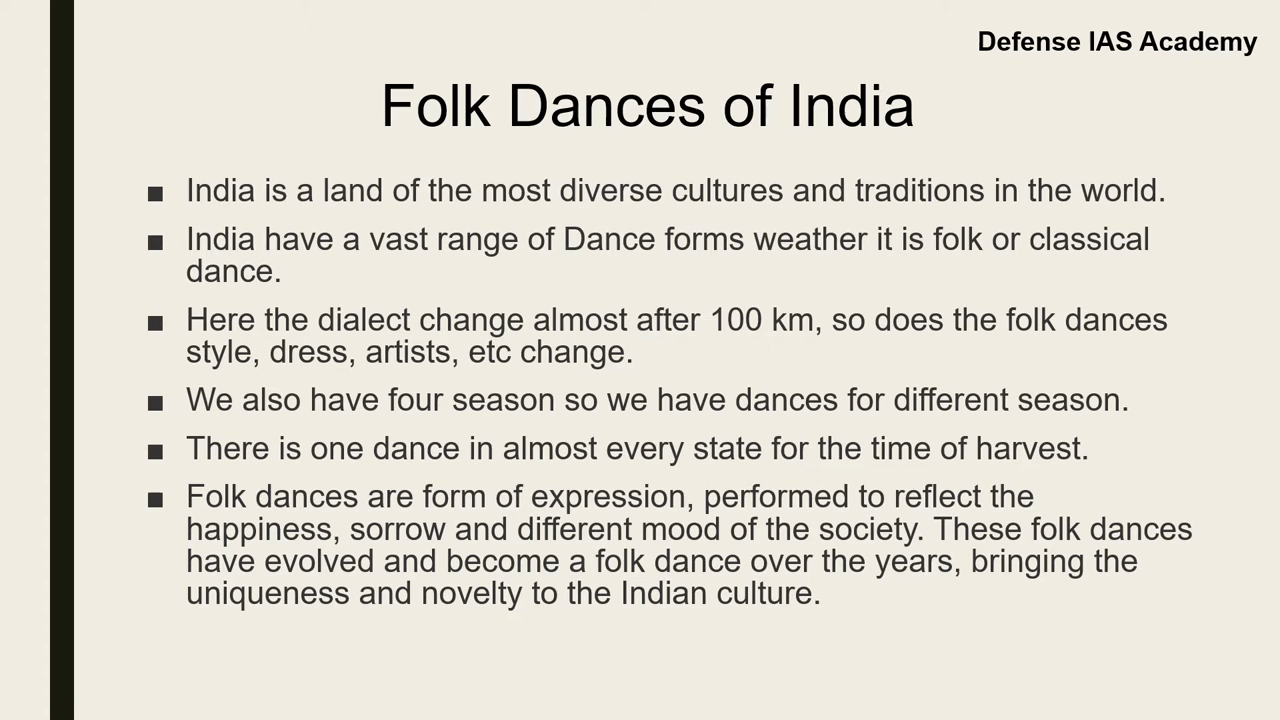 Defense IAS Academy
Folk Dances of India
■ India is a land of the most diverse cultures and traditions in the world.
■ India have a vast range of Dance forms weather it is folk or classical
dance.
■ Here the dialect change almost after 100 km, so does the folk dances
style, dress, artists, etc change.
■ We also have four season so we have dances for different season.
■ There is one dance in almost every state for the time of harvest.
■ Folk dances are form of expression, performed to reflect the
happiness, sorrow and different mood of the society. These folk dances
have evolved and become a folk dance over the years, bringing the
uniqueness and novelty to the Indian culture.